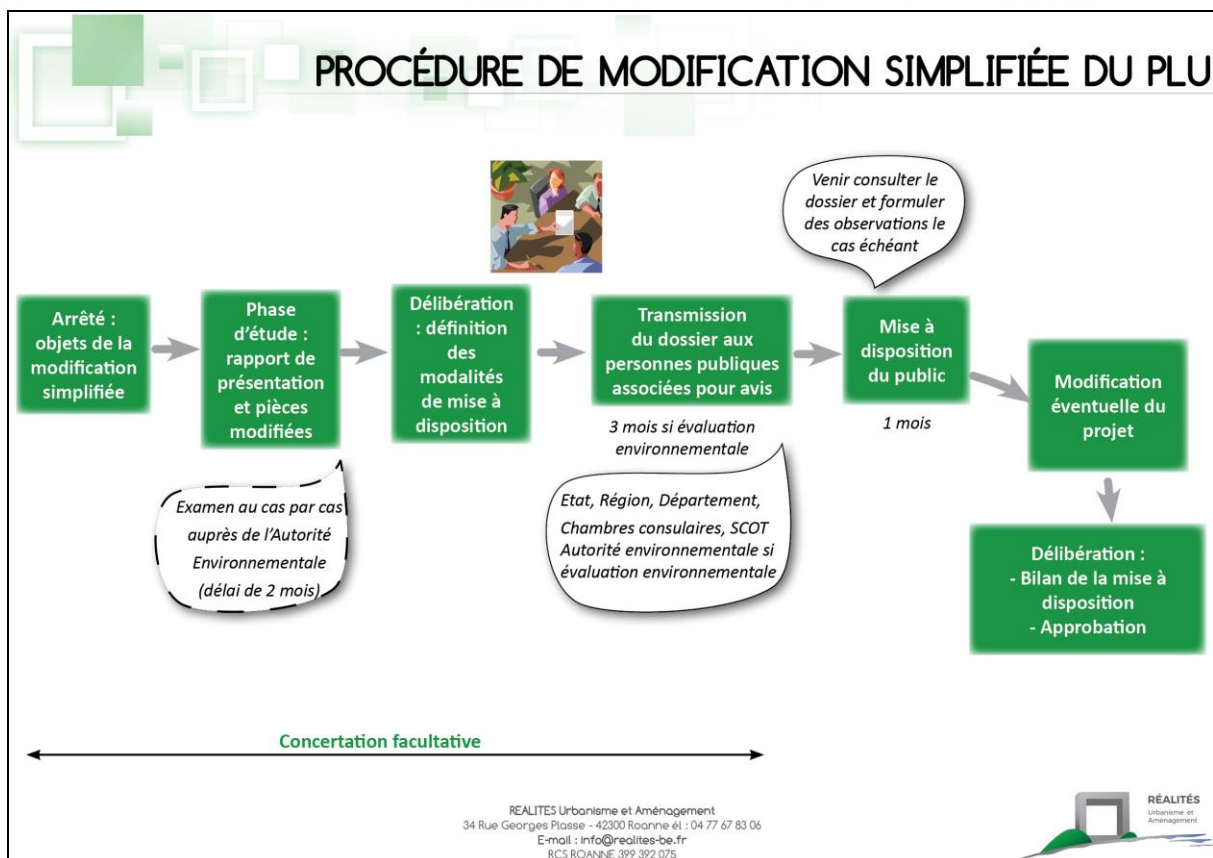 PROCÉDURE DE MODIFICATION SIMPLIFIÉE DU PLU
Venir consulter le
dossier et formuler
des observations le
cas échéant
Arrêté :
objets de la
modification
simplifiée
Phase
d'étude :
rapport de
présentation
et pièces
modifiées
Délibération
: définition
des
modalités
de mise à
disposition
Transmission
du dossier aux
personnes publiques
associées pour avis
Mise à
disposition
du public
Modification
éventuelle du
projet
3 mois si évaluation
environnementale
1 mois
Examen au cas par cas
auprès de l'Autorité
Environnementale
(délai de 2 mois)
Etat, Région, Département,
Chambres consulaires, SCOT
Autorité environnementale si
évaluation environnementale
Délibération :
- Bilan de la mise à
disposition
- Approbation
Concertation facultative
REALITES Urbanisme et Aménagement
34 Rue Georges Plasse - 42300 Roanne él : 04 77 67 83 06
E-mail : info@realites-be.fr
RCS ROANNE 399 392 075
RÉALITÉS
Urbanisme et
Aménagement